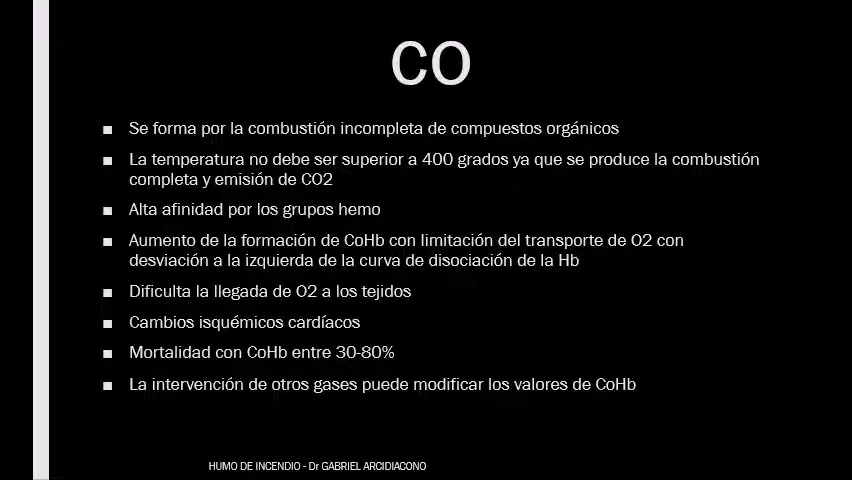 CO
Se forma por la combustión incompleta de compuestos orgánicos
La temperatura no debe ser superior a 400 grados ya que se produce la combustión
completa y emisión de CO2
Alta afinidad por los grupos hemo
Aumento de la formación de CoHb con limitación del transporte de O2 con
desviación a la izquierda de la curva de disociación de la Hb
Dificulta la llegada de O2 a los tejidos
Cambios isquémicos cardíacos
Mortalidad con CoHb entre 30-80%
La intervención de otros gases puede modificar los valores de CoHb
HUMO DE INCENDIO - Dr GABRIEL ARCIDIACONO